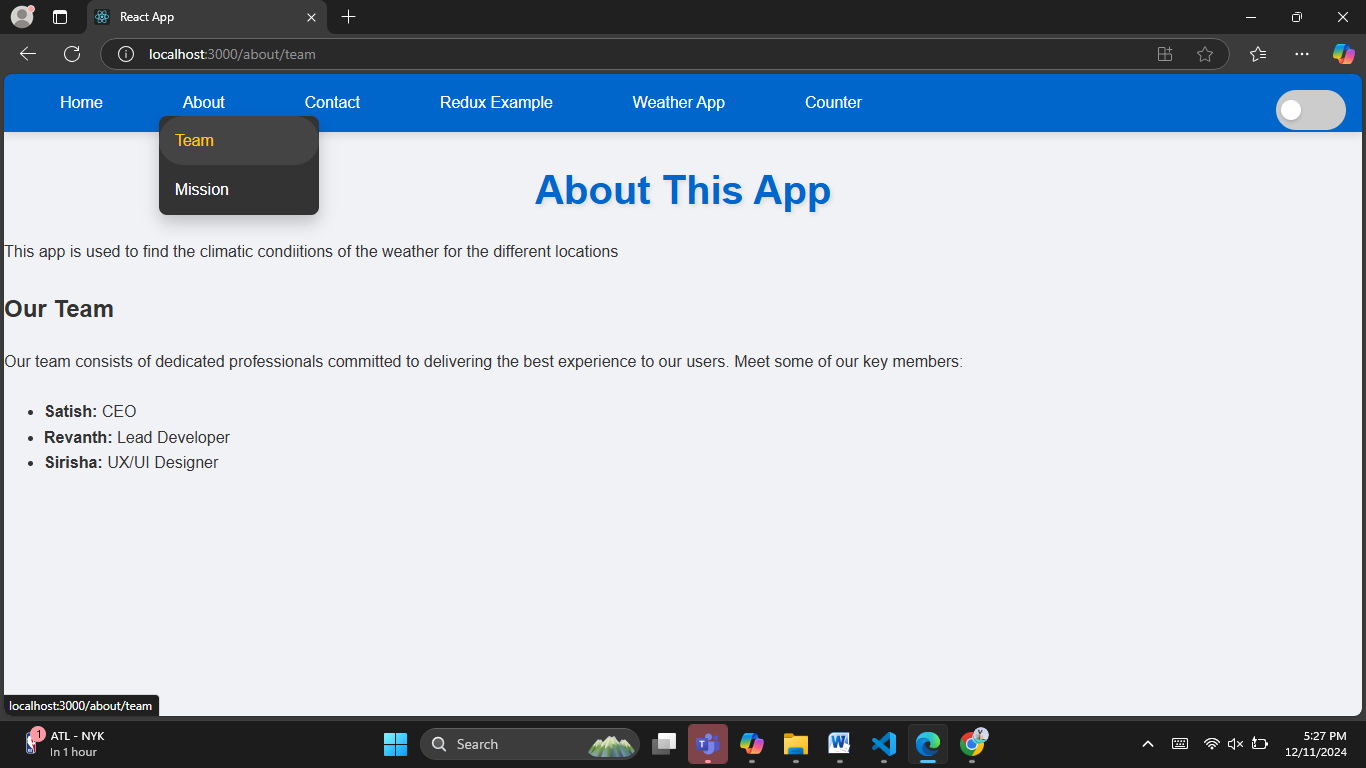 React App
localhost:3000/about/team
Home About Contact Redux Example Weather App Counter
Team
Mission
About This App
This app is used to find the climatic condiitions of the weather for the different locations
Our Team
Our team consists of dedicated professionals committed to delivering the best experience to our users. Meet some of our key members:
• Satish: CEO
• Revanth: Lead Developer
• Sirisha: UX/UI Designer
localhost:3000/about/team
1
ATL - NYK
In 1 hour
Search
5:27 PM
12/11/2024